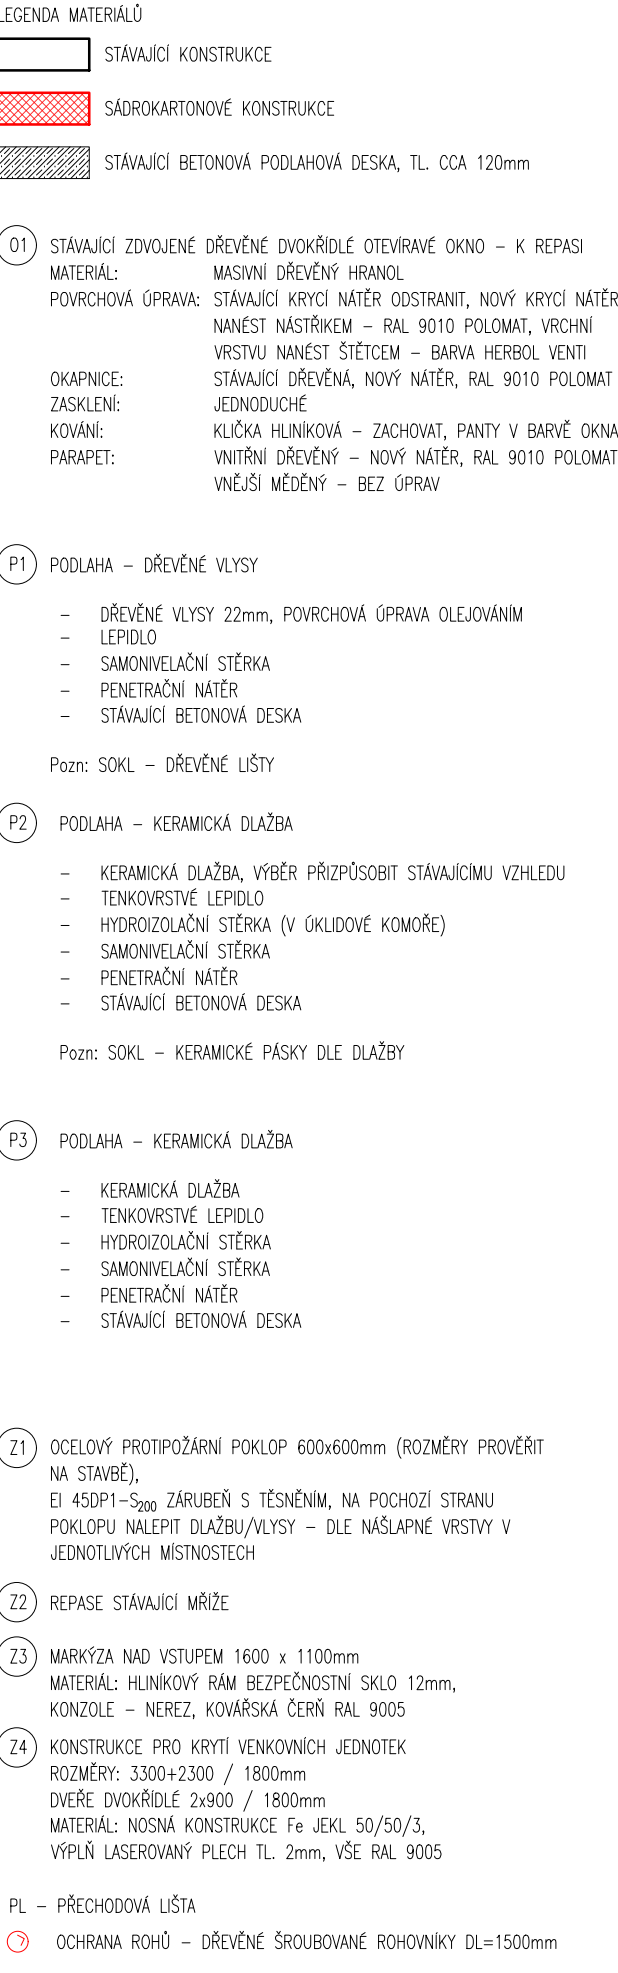 LEGENDA MATERIÁLŮ
STÁVAJÍCÍ KONSTRUKCE
SÁDROKARTONOVÉ KONSTRUKCE
STÁVAJÍCÍ BETONOVÁ PODLAHOVÁ DESKA, TL. CCA 120mm
O1 STÁVAJÍCÍ ZDVOJENÉ DŘEVĚNÉ DVOKŘÍDLÉ OTEVÍRAVÉ OKNO – K REPASI
MATERIÁL: MASIVNÍ DŘEVĚNÝ HRANOL
POVRCHOVÁ ÚPRAVA: STÁVAJÍCÍ KRYCÍ NÁTĚR ODSTRANIT, NOVÝ KRYCÍ NÁTĚR
NANÉST NÁSTŘIKEM – RAL 9010 POLOMAT, VRCHNÍ
VRSTVU NANÉST ŠTĚTCEM – BARVA HERBOL VENTI
OKAPNICE: STÁVAJÍCÍ DŘEVĚNÁ, NOVÝ NÁTĚR, RAL 9010 POLOMAT
ZASKLENÍ: JEDNODUCHÉ
KOVÁNÍ: KLIČKA HLINÍKOVÁ – ZACHOVAT, PANTY V BARVĚ OKNA
PARAPET: VNITŘNÍ DŘEVĚNÝ – NOVÝ NÁTĚR, RAL 9010 POLOMAT
VNĚJŠÍ MĚDĚNÝ – BEZ ÚPRAV
P1 PODLAHA – DŘEVĚNÉ VLYSY
– DŘEVĚNÉ VLYSY 22mm, POVRCHOVÁ ÚPRAVA OLEJOVÁNÍM
– LEPIDLO
– SAMONIVELAČNÍ STĚRKA
– PENETRAČNÍ NÁTĚR
– STÁVAJÍCÍ BETONOVÁ DESKA
Pozn: SOKL – DŘEVĚNÉ LIŠTY
P2 PODLAHA – KERAMICKÁ DLAŽBA
– KERAMICKÁ DLAŽBA, VÝBĚR PŘIZPŮSOBIT STÁVAJÍCÍMU VZHLEDU
– TENKOVRSTVÉ LEPIDLO
– HYDROIZOLAČNÍ STĚRKA (V ÚKLIDOVÉ KOMOŘE)
– SAMONIVELAČNÍ STĚRKA
– PENETRAČNÍ NÁTĚR
– STÁVAJÍCÍ BETONOVÁ DESKA
Pozn: SOKL – KERAMICKÉ PÁSKY DLE DLAŽBY
P3 PODLAHA – KERAMICKÁ DLAŽBA
– KERAMICKÁ DLAŽBA
– TENKOVRSTVÉ LEPIDLO
– HYDROIZOLAČNÍ STĚRKA
– SAMONIVELAČNÍ STĚRKA
– PENETRAČNÍ NÁTĚR
– STÁVAJÍCÍ BETONOVÁ DESKA
Z1 OCELOVÝ PROTIPOŽÁRNÍ POKLOP 600x600mm (ROZMĚRY PROVĚŘIT
NA STAVBĚ),
EI 45DP1–S₂₀₀ ZÁRUBEŇ S TĚSNĚNÍM, NA POCHOZÍ STRANU
POKLOPU NALEPIT DLAŽBU/VLYSY – DLE NÁŠLAPNÉ VRSTVY V
JEDNOTLIVÝCH MÍSTNOSTECH
Z2 REPASE STÁVAJÍCÍ MŘÍŽE
Z3 MARKÝZA NAD VSTUPEM 1600 x 1100mm
MATERIÁL: HLINÍKOVÝ RÁM BEZPEČNOSTNÍ SKLO 12mm,
KONZOLE – NEREZ, KOVÁŘSKÁ ČERŇ RAL 9005
Z4 KONSTRUKCE PRO KRYTÍ VENKOVNÍCH JEDNOTEK
ROZMĚRY: 3300+2300 / 1800mm
DVEŘE DVOKŘÍDLÉ 2x900 / 1800mm
MATERIÁL: NOSNÁ KONSTRUKCE Fe JEKL 50/50/3,
VÝPLŇ LASEROVANÝ PLECH TL. 2mm, VŠE RAL 9005
PL – PŘECHODOVÁ LIŠTA
OCHRANA ROHŮ – DŘEVĚNÉ ŠROUBOVANÉ ROHOVNÍKY DL=1500mm